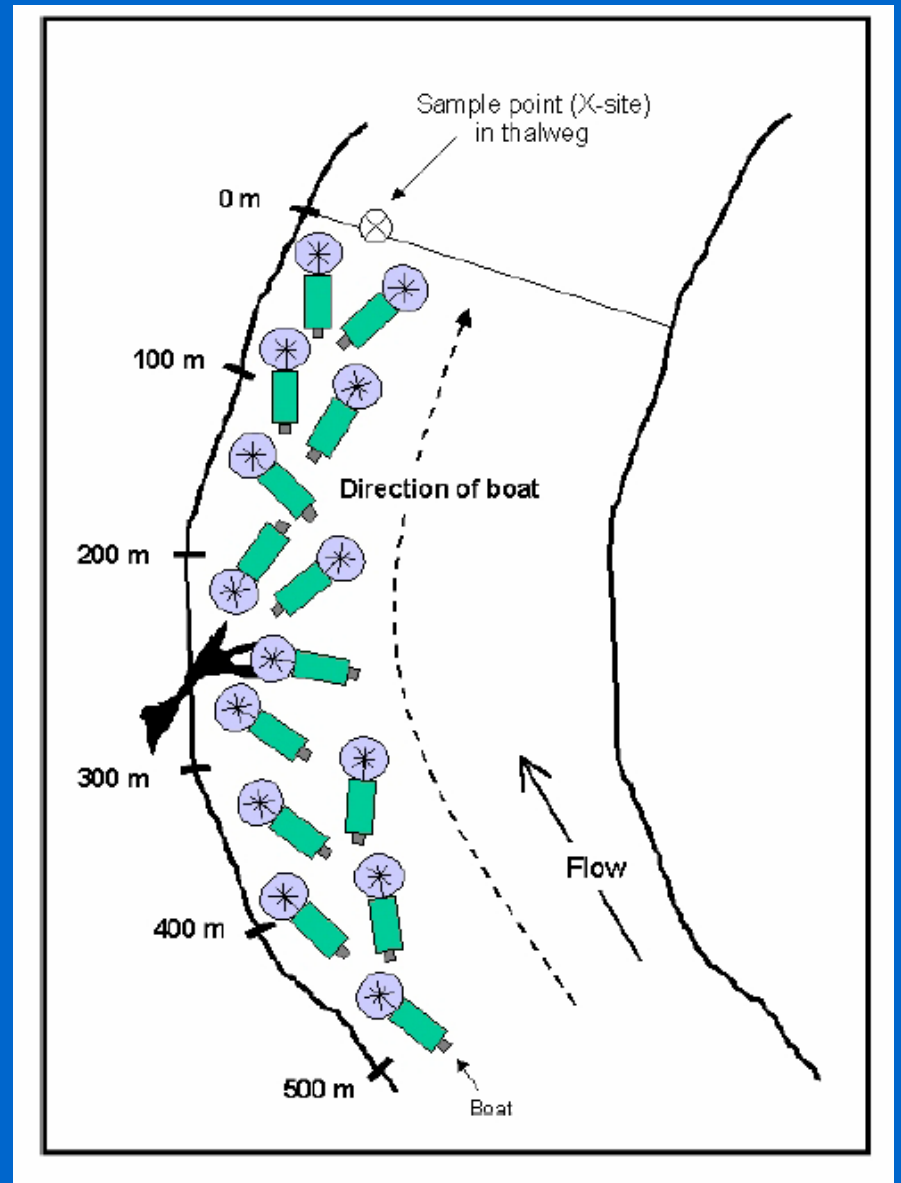 Sample point (X-site)
in thalweg
0 m
100 m
Direction of boat
200 m
300 m
Flow
400 m
500 m
Boat